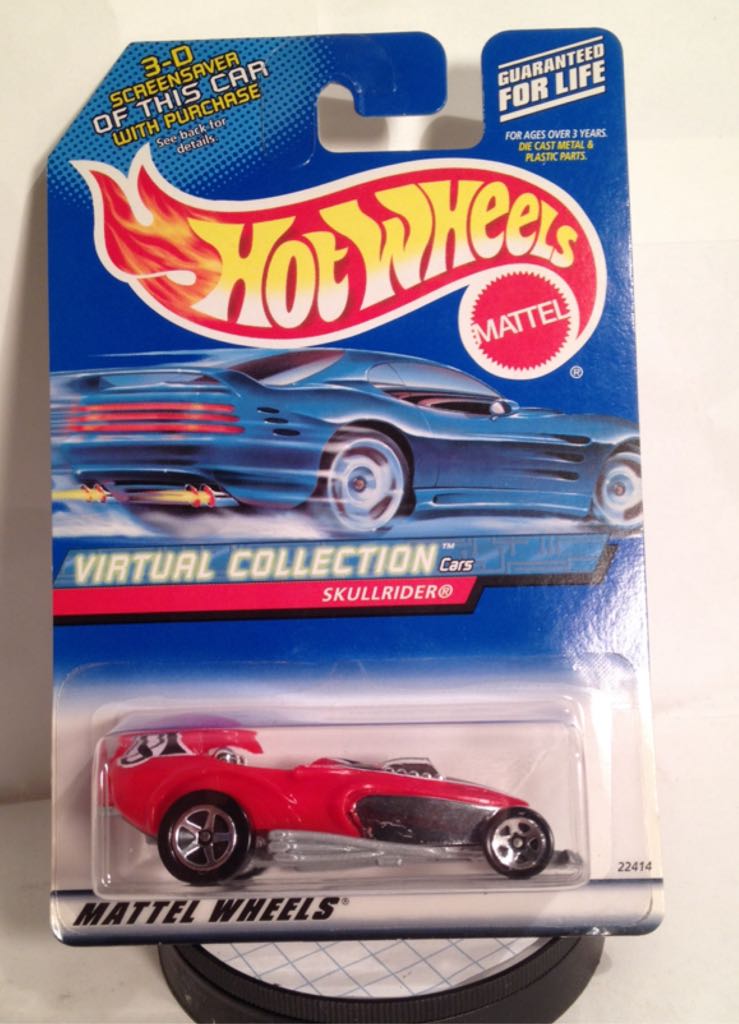 3-D
SCREENSAVER
OF THIS CAR
WITH PURCHASE
See back for
details.
GUARANTEED
FOR LIFE
FOR AGES OVER 3 YEARS.
DIE CAST METAL &
PLASTIC PARTS.
HOT WHEELS
MATTEL
®
VIRTUAL COLLECTION™ Cars
SKULLRIDER®
22414
MATTEL WHEELS®